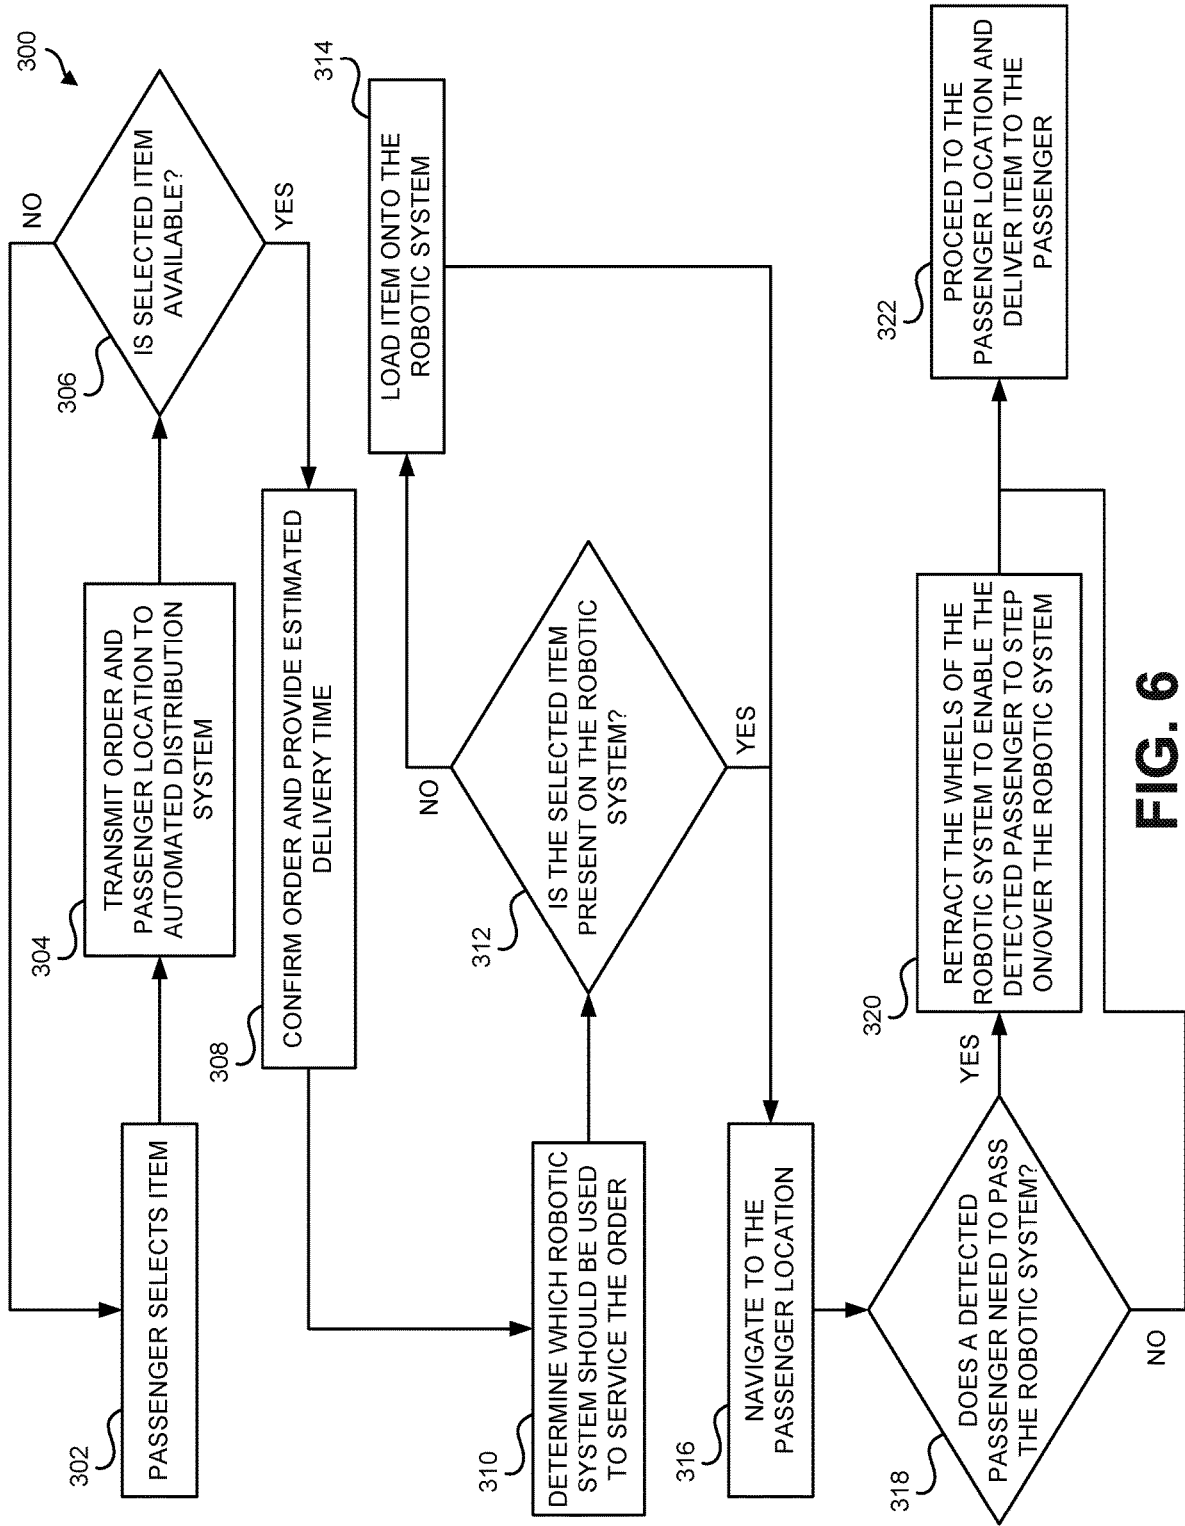 300
302
PASSENGER SELECTS ITEM
304
TRANSMIT ORDER AND
PASSENGER LOCATION TO
AUTOMATED DISTRIBUTION
SYSTEM
306
IS SELECTED ITEM
AVAILABLE?
NO
YES
308
CONFIRM ORDER AND PROVIDE ESTIMATED
DELIVERY TIME
310
DETERMINE WHICH ROBOTIC
SYSTEM SHOULD BE USED
TO SERVICE THE ORDER
312
IS THE SELECTED ITEM
PRESENT ON THE ROBOTIC
SYSTEM?
NO
YES
314
LOAD ITEM ONTO THE
ROBOTIC SYSTEM
316
NAVIGATE TO THE
PASSENGER LOCATION
318
DOES A DETECTED
PASSENGER NEED TO PASS
THE ROBOTIC SYSTEM?
YES
NO
320
RETRACT THE WHEELS OF THE
ROBOTIC SYSTEM TO ENABLE THE
DETECTED PASSENGER TO STEP
ON/OVER THE ROBOTIC SYSTEM
322
PROCEED TO THE
PASSENGER LOCATION AND
DELIVER ITEM TO THE
PASSENGER
FIG. 6